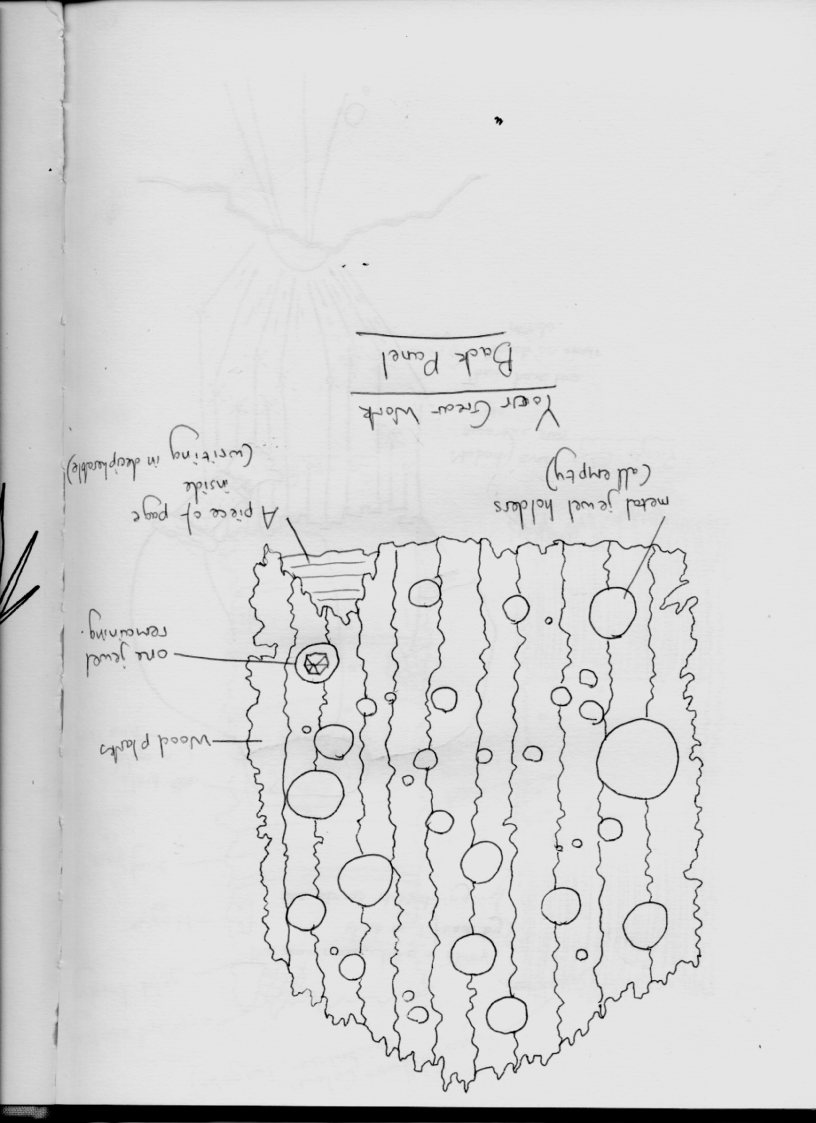 Wood planks
one jewel
remaining.
metal jewel holders
(all empty)
A piece of page
inside
(writing in decipherable)
Your Great Work
Back Panel